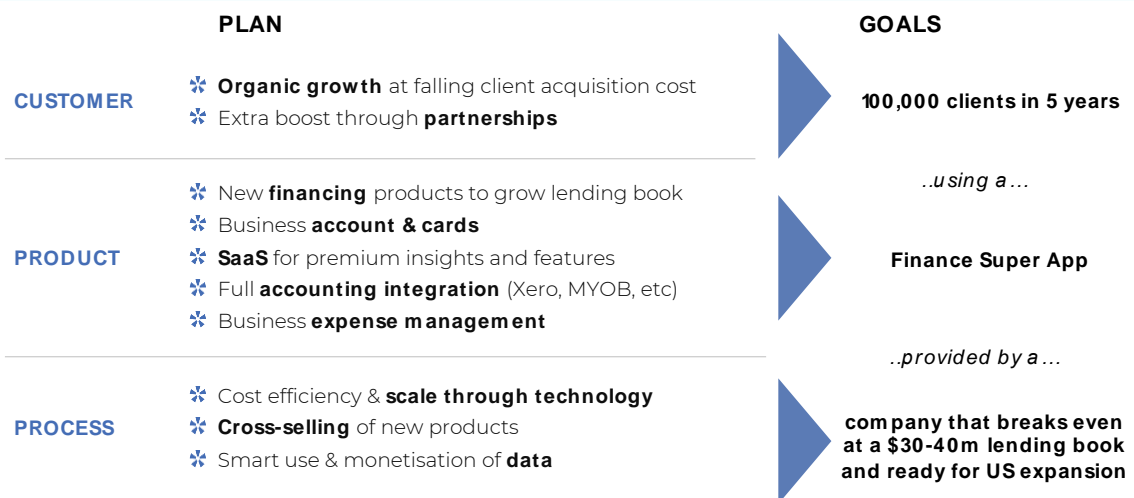 PLAN
GOALS
CUSTOMER
Organic growth at falling client acquisition cost
Extra boost through partnerships
100,000 clients in 5 years
..using a...
PRODUCT
New financing products to grow lending book
Business account & cards
SaaS for premium insights and features
Full accounting integration (Xero, MYOB, etc)
Business expense management
Finance Super App
..provided by a...
PROCESS
Cost efficiency & scale through technology
Cross-selling of new products
Smart use & monetisation of data
company that breaks even
at a $30-40m lending book
and ready for US expansion